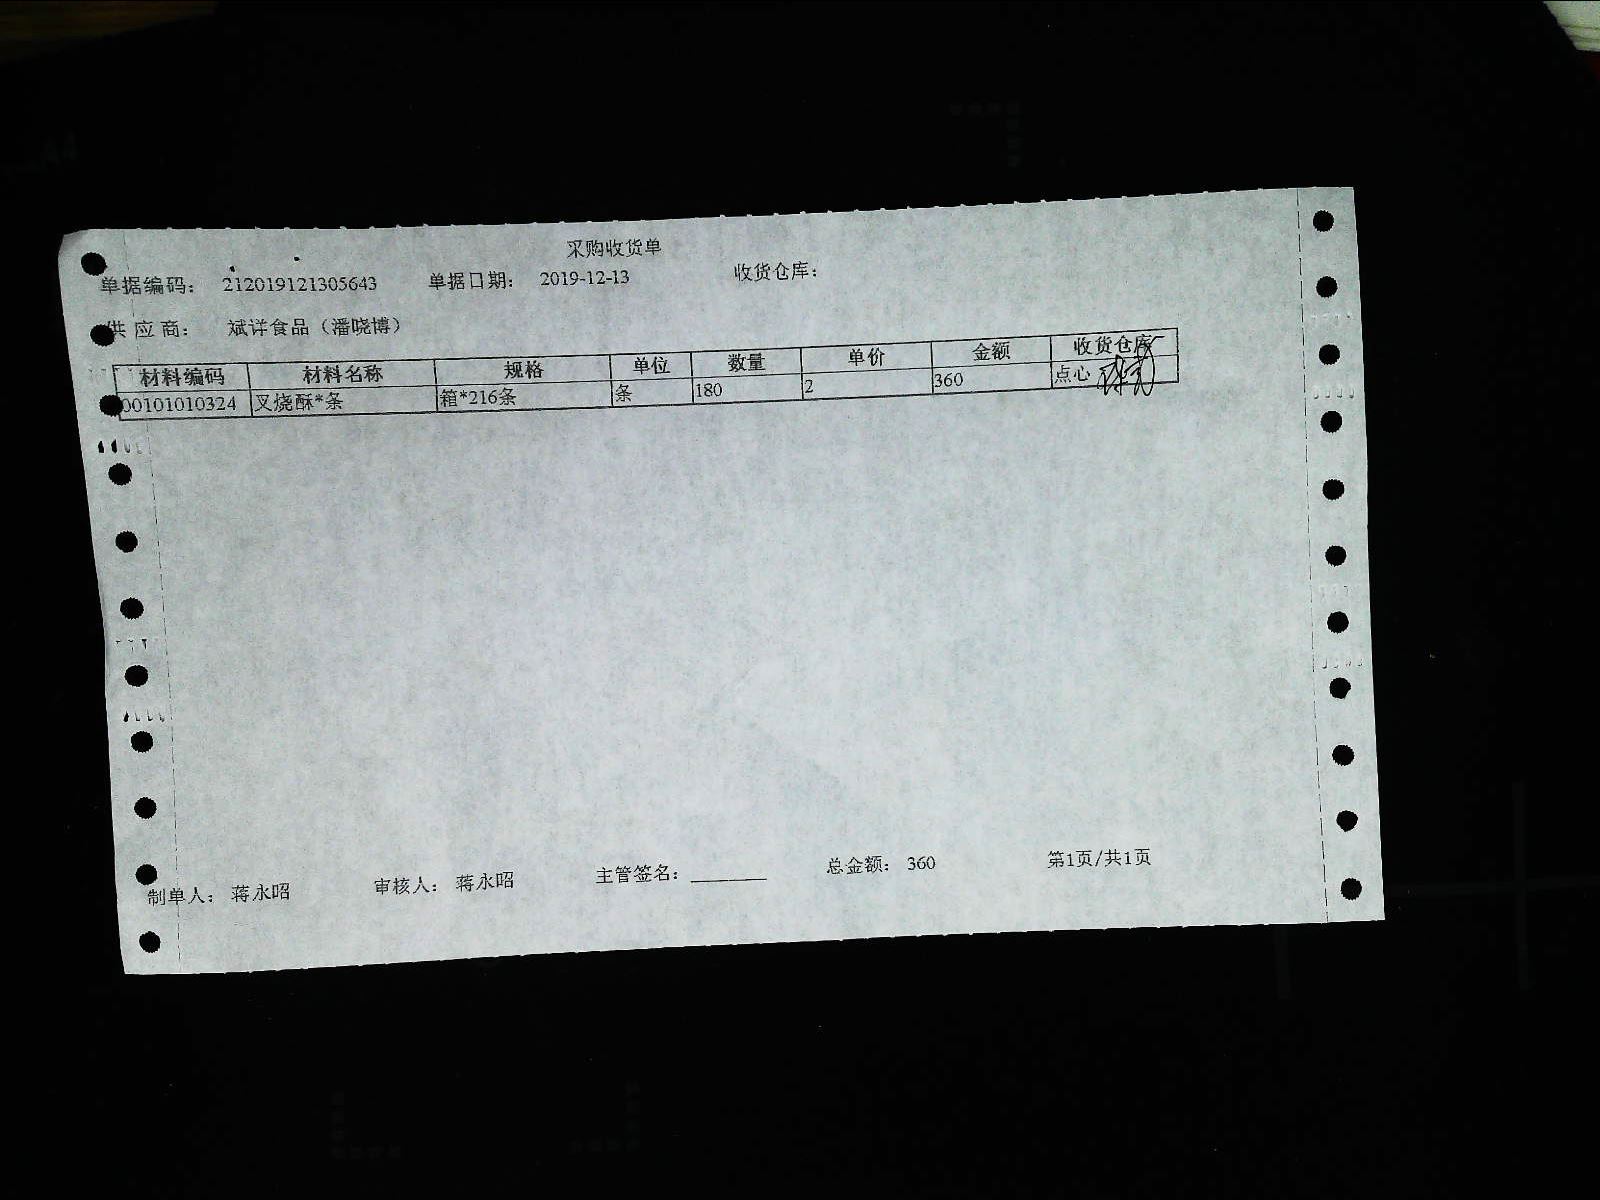 采购收货单
单据编码： 212019121305643 单据日期： 2019-12-13 收货仓库：
供应商： 斌详食品（潘晓博）
材料编码 材料名称 规格 单位 数量 单价 金额 收货仓库
00101010324 叉烧酥*条 箱*216条 条 180 2 360 点心
制单人： 蒋永昭 审核人： 蒋永昭 主管签名：________ 总金额： 360 第1页/共1页